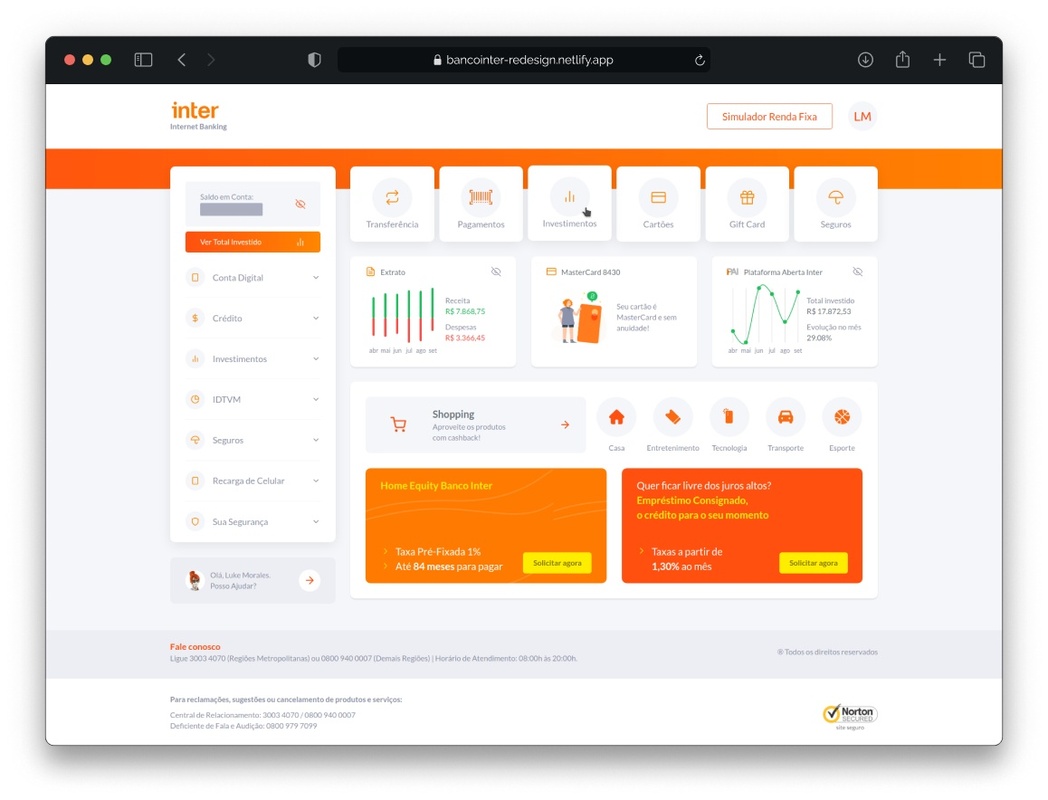 bancointer-redesign.netlify.app
inter
Internet Banking
Simulador Renda Fixa
LM
Saldo em Conta:
Ver Total Investido
Conta Digital
Crédito
Investimentos
IDTVM
Seguros
Recarga de Celular
Sua Segurança
Olá, Luke Morales.
Posso Ajudar?
Transferência
Pagamentos
Investimentos
Cartões
Gift Card
Seguros
Extrato
Receita
R$ 7.868,75
Despesas
R$ 3.366,45
abr mai jun jul ago set
MasterCard 8430
Seu cartão é
MasterCard e sem
anuidade!
PAI Plataforma Aberta Inter
Total investido
R$ 17.872,53
Evolução no mês
29.08%
abr mai jun jul ago set
Shopping
Aproveite os produtos
com cashback!
Casa
Entretenimento
Tecnologia
Transporte
Esporte
Home Equity Banco Inter
Taxa Pré-Fixada 1%
Até 84 meses para pagar
Solicitar agora
Quer ficar livre dos juros altos?
Empréstimo Consignado,
o crédito para o seu momento
Taxas a partir de
1,30% ao mês
Solicitar agora
Fale conosco
Ligue 3003 4070 (Regiões Metropolitanas) ou 0800 940 0007 (Demais Regiões) | Horário de Atendimento: 08:00h às 20:00h.
® Todos os direitos reservados
Para reclamações, sugestões ou cancelamento de produtos e serviços:
Central de Relacionamento: 3003 4070 / 0800 940 0007
Deficiente de Fala e Audição: 0800 979 7099
Norton
SECURED
site seguro